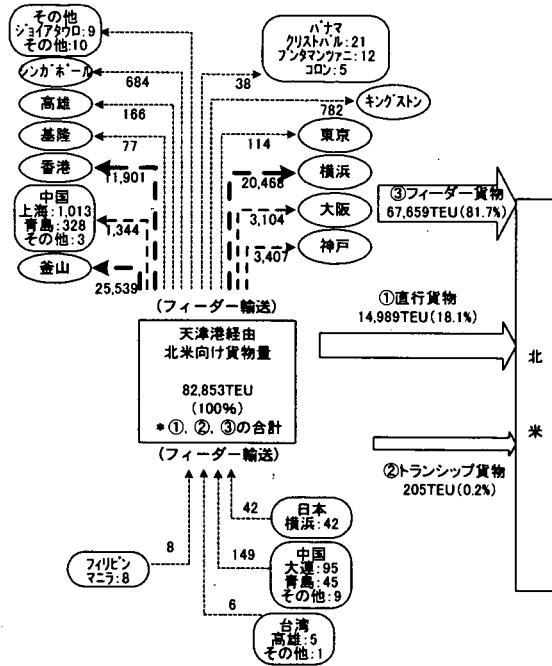 その他
ジョイアタウロ:9
その他:10
シンガポール
684
高雄
166
基隆
77
香港
11,901
中国
上海:1,013
青島:328
その他:3
1,344
釜山
25,539
パナマ
クリストバル:21
ブンタマンツァニ:12
コロン:5
38
キングストン
782
東京
114
横浜
20,468
大阪
3,104
神戸
3,407
(フィーダー輸送)
天津港経由
北米向け貨物量
82,853TEU
(100%)
*①, ②, ③の合計
(フィーダー輸送)
③フィーダー貨物
67,659TEU(81.7%)
①直行貨物
14,989TEU(18.1%)
②トランシップ貨物
205TEU(0.2%)
北
米
42
日本
横浜:42
149
中国
大連:95
青島:45
その他:9
8
フィリピン
マニラ:8
6
台湾
高雄:5
その他:1